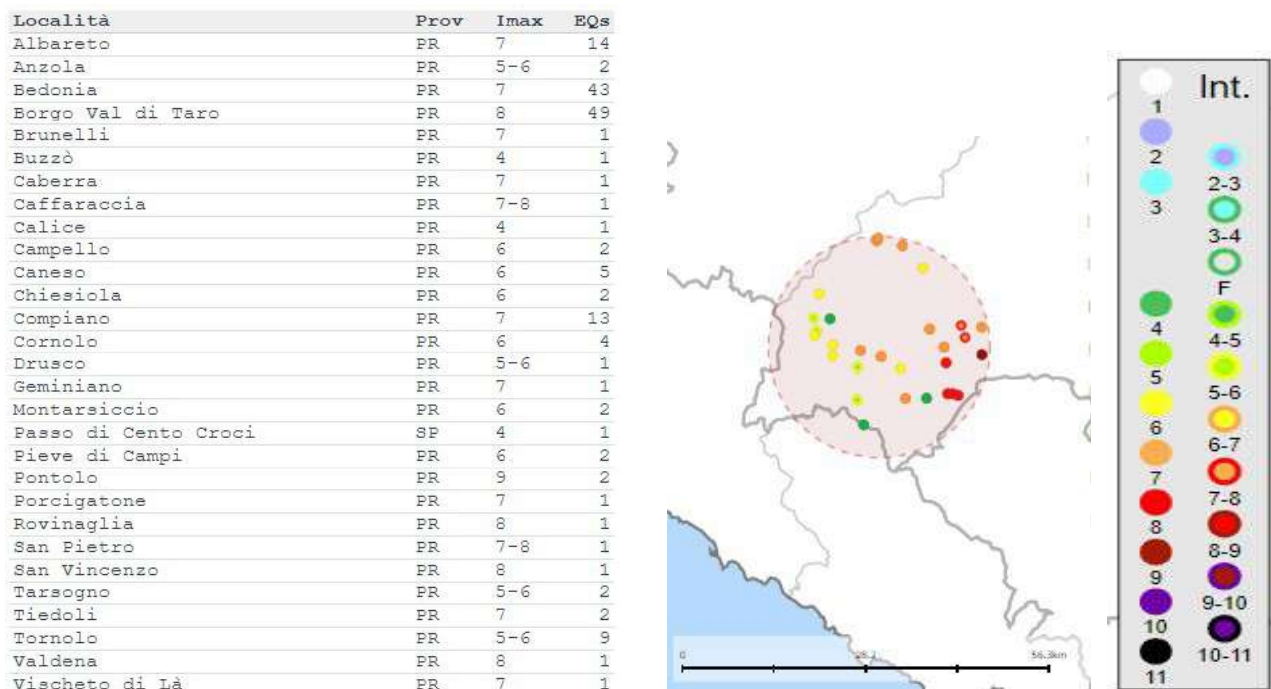 Località Prov Imax EQs
Albareto PR 7 14
Anzola PR 5-6 2
Bedonia PR 7 43
Borgo Val di Taro PR 8 49
Brunelli PR 7 1
Buzzò PR 4 1
Caberra PR 7 1
Caffaraccia PR 7-8 1
Calice PR 4 1
Campello PR 6 2
Caneso PR 6 5
Chiesiola PR 6 2
Compiano PR 7 13
Cornolo PR 6 4
Drusco PR 5-6 1
Geminiano PR 7 1
Montarsiccio PR 6 2
Passo di Cento Croci SP 4 1
Pieve di Campi PR 6 2
Pontolo PR 9 2
Porcigatone PR 7 1
Rovinaglia PR 8 1
San Pietro PR 7-8 1
San Vincenzo PR 8 1
Tarsogno PR 5-6 2
Tiedoli PR 7 2
Tornolo PR 5-6 9
Valdena PR 8 1
Vischeto di Là PR 7 1
0 28.2 56.3km
Int.
1
2 2-3
3 3-4
F
4 4-5
5 5-6
6 6-7
7 7-8
8 8-9
9 9-10
10 10-11
11